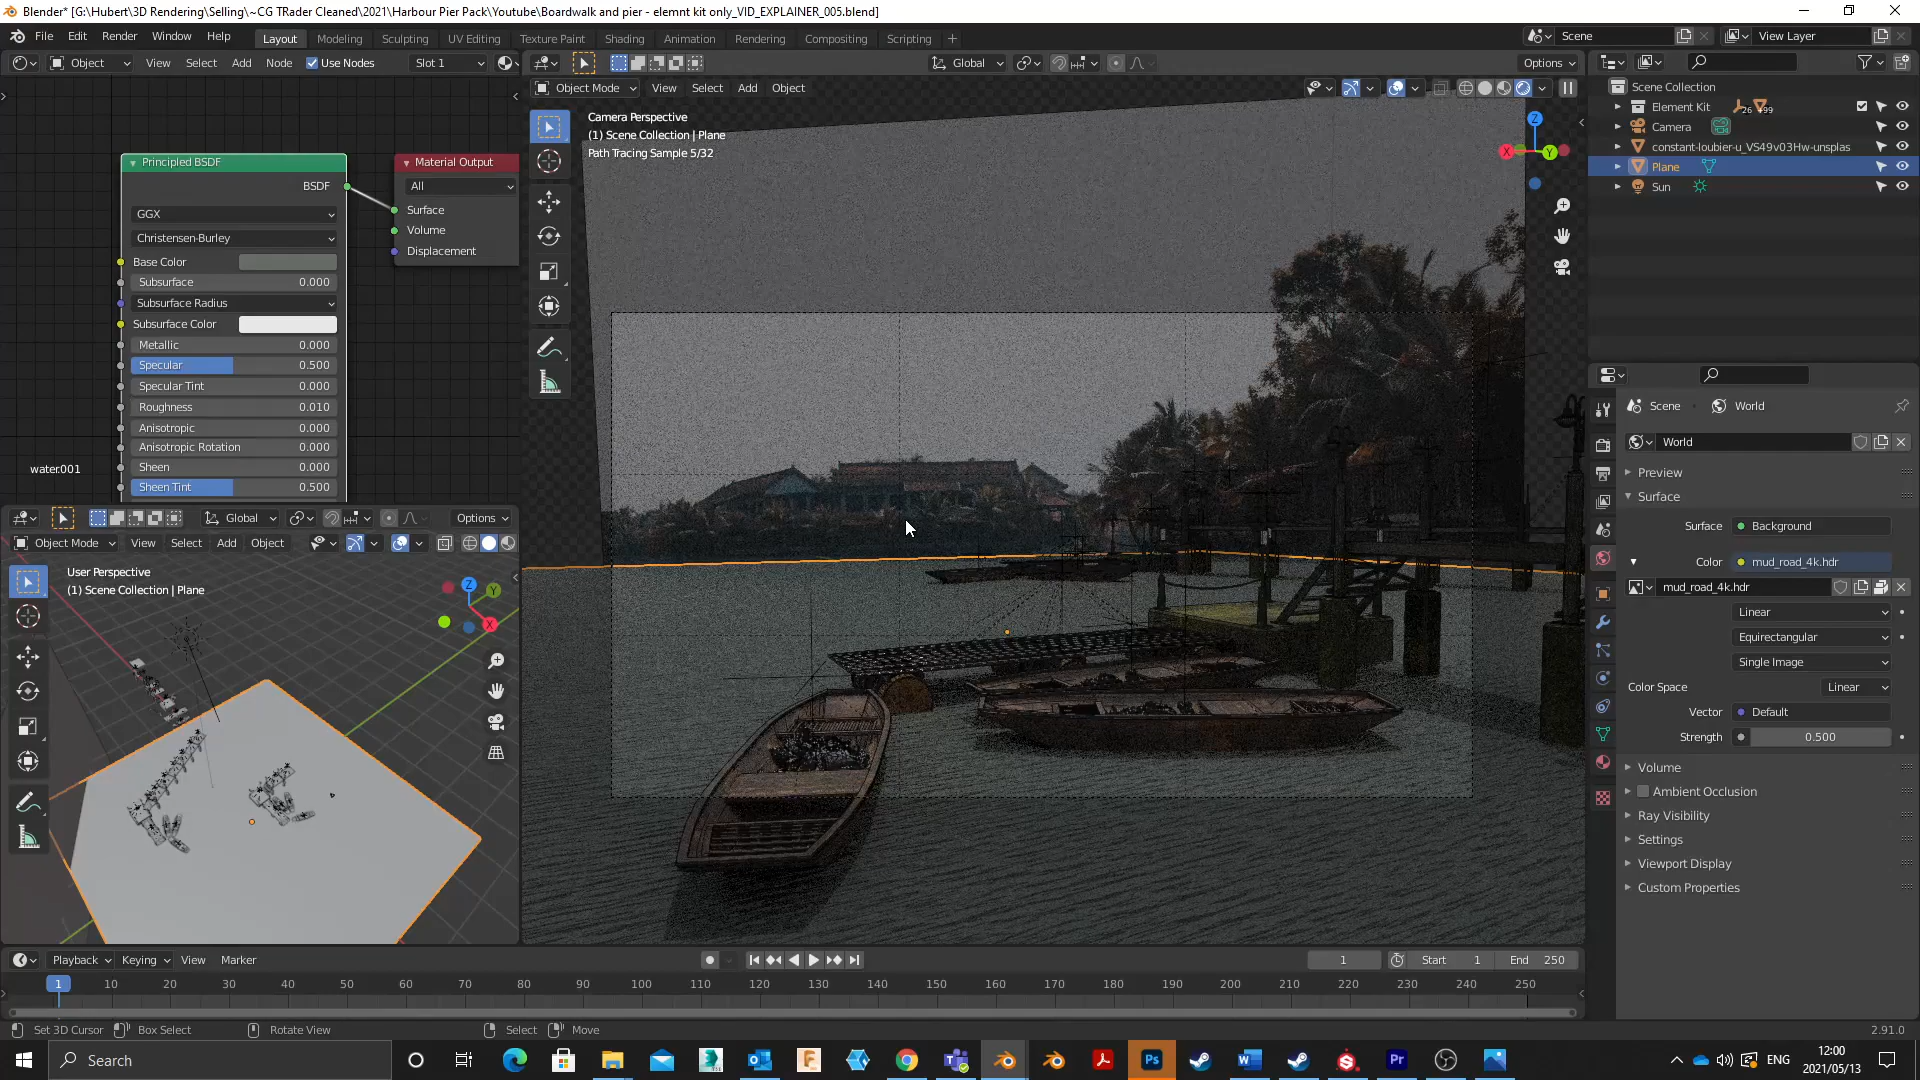 Blender* [G:\Hubert\3D Rendering\Selling\~CG TRader Cleaned\2021\Harbour Pier Pack\Youtube\Boardwalk and pier - elemnt kit only_VID_EXPLAINER_005.blend]
File Edit Render Window Help Layout Modeling Sculpting UV Editing Texture Paint Shading Animation Rendering Compositing Scripting + Scene View Layer
Object View Select Add Node Use Nodes Slot 1 Global Options
Object Mode View Select Add Object
Camera Perspective
(1) Scene Collection | Plane
Path Tracing Sample 5/32
Z
X
Y
Principled BSDF
BSDF
GGX
Christensen-Burley
Base Color
Subsurface 0.000
Subsurface Radius
Subsurface Color
Metallic 0.000
Specular 0.500
Specular Tint 0.000
Roughness 0.010
Anisotropic 0.000
Anisotropic Rotation 0.000
Sheen 0.000
Sheen Tint 0.500
water.001
Material Output
All
Surface
Volume
Displacement
Global Options
Object Mode View Select Add Object
User Perspective
(1) Scene Collection | Plane
Z
Y
X
Scene Collection
Element Kit 26 +99
Camera
constant-loubier-u_VS49v03Hw-unsplas
Plane
Sun
Scene World
World
Preview
Surface
Surface Background
Color mud_road_4k.hdr
mud_road_4k.hdr
Linear
Equirectangular
Single Image
Color Space Linear
Vector Default
Strength 0.500
Volume
Ambient Occlusion
Ray Visibility
Settings
Viewport Display
Custom Properties
Playback Keying View Marker 1 Start 1 End 250
1 10 20 30 40 50 60 70 80 90 100 110 120 130 140 150 160 170 180 190 200 210 220 230 240 250
Set 3D Cursor Box Select Rotate View Select Move 2.91.0
Search Ps Pr ENG
12:00
2021/05/13